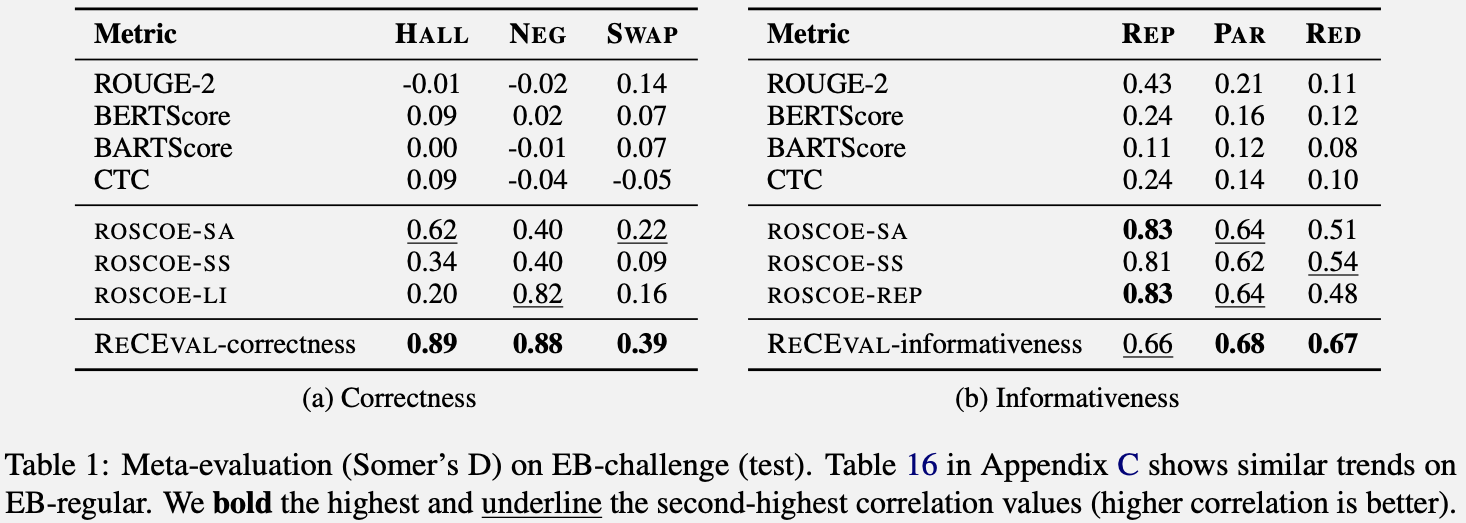 Metric HALL NEG SWAP
ROUGE-2 -0.01 -0.02 0.14
BERTScore 0.09 0.02 0.07
BARTScore 0.00 -0.01 0.07
CTC 0.09 -0.04 -0.05
ROSCOE-SA 0.62 0.40 0.22
ROSCOE-SS 0.34 0.40 0.09
ROSCOE-LI 0.20 0.82 0.16
RECEVAL-correctness 0.89 0.88 0.39
(a) Correctness
Metric REP PAR RED
ROUGE-2 0.43 0.21 0.11
BERTScore 0.24 0.16 0.12
BARTScore 0.11 0.12 0.08
CTC 0.24 0.14 0.10
ROSCOE-SA 0.83 0.64 0.51
ROSCOE-SS 0.81 0.62 0.54
ROSCOE-REP 0.83 0.64 0.48
RECEVAL-informativeness 0.66 0.68 0.67
(b) Informativeness
Table 1: Meta-evaluation (Somer's D) on EB-challenge (test). Table 16 in Appendix C shows similar trends on
EB-regular. We bold the highest and underline the second-highest correlation values (higher correlation is better).